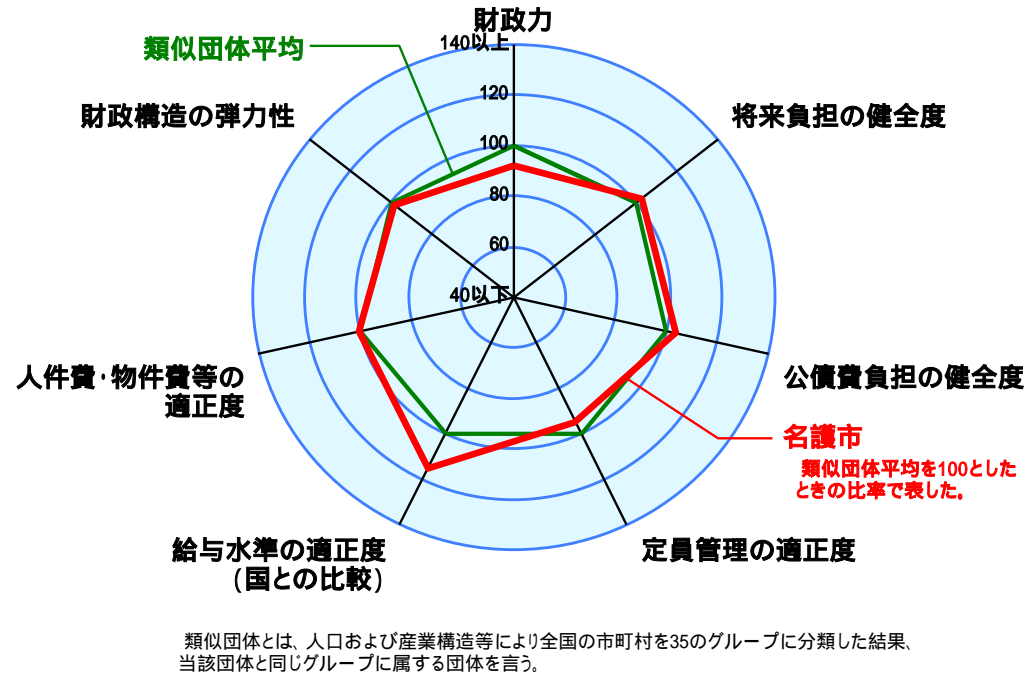 財政力
140以上
類似団体平均
120
財政構造の弾力性
将来負担の健全度
100
80
60
40以下
人件費・物件費等の
適正度
公債費負担の健全度
名護市
類似団体平均を100とした
ときの比率で表した。
給与水準の適正度
(国との比較)
定員管理の適正度
類似団体とは、人口および産業構造等により全国の市町村を35のグループに分類した結果、
当該団体と同じグループに属する団体を言う。